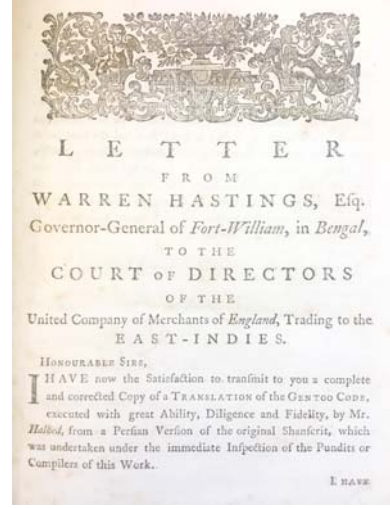 LETTER
FROM
WARREN HASTINGS, Eſq.
Governor-General of Fort-William, in Bengal,
TO THE
COURT OF DIRECTORS
OF THE
United Company of Merchants of England, Trading to the
EAST-INDIES.
HONOURABLE SIRS,
I HAVE now the Satisfaction to tranſmit to you a complete
and corrected Copy of a TRANSLATION of the GENTOO CODE,
executed with great Ability, Diligence and Fidelity, by Mr.
Halhed, from a Perſian Verſion of the original Shanſcrit, which
was undertaken under the immediate Inſpection of the Pundits or
Compilers of this Work.
I HAVE